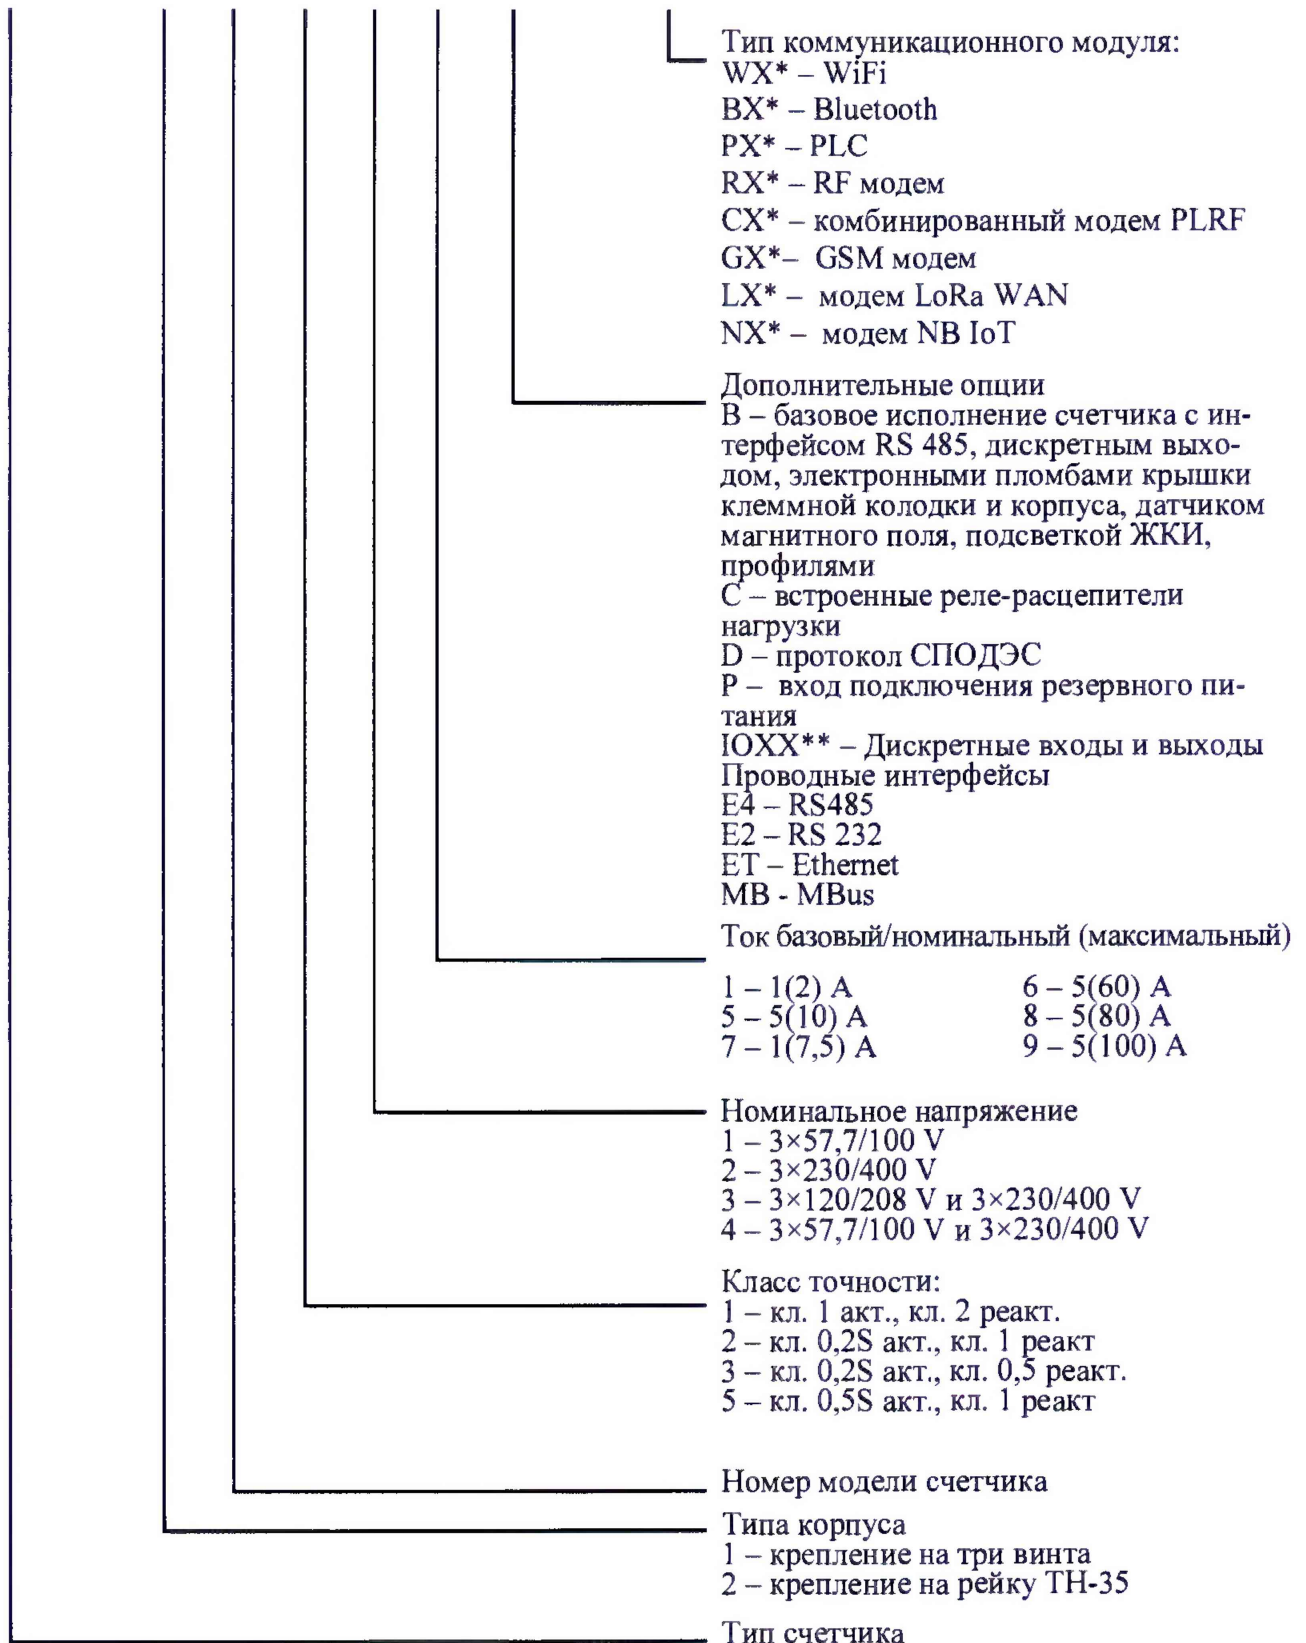 Тип коммуникационного модуля:
WX* – WiFi
BX* – Bluetooth
PX* – PLC
RX* – RF модем
CX* – комбинированный модем PLRF
GX*– GSM модем
LX* – модем LoRa WAN
NX* – модем NB IoT
Дополнительные опции
B – базовое исполнение счетчика с ин-
терфейсом RS 485, дискретным выхо-
дом, электронными пломбами крышки
клеммной колодки и корпуса, датчиком
магнитного поля, подсветкой ЖКИ,
профилями
C – встроенные реле-расцепители
нагрузки
D – протокол СПОДЭС
P – вход подключения резервного пи-
тания
IOXX** – Дискретные входы и выходы
Проводные интерфейсы
E4 – RS485
E2 – RS 232
ET – Ethernet
MB - MBus
Ток базовый/номинальный (максимальный)
1 – 1(2) А 6 – 5(60) А
5 – 5(10) А 8 – 5(80) А
7 – 1(7,5) А 9 – 5(100) А
Номинальное напряжение
1 – 3×57,7/100 V
2 – 3×230/400 V
3 – 3×120/208 V и 3×230/400 V
4 – 3×57,7/100 V и 3×230/400 V
Класс точности:
1 – кл. 1 акт., кл. 2 реакт.
2 – кл. 0,2S акт., кл. 1 реакт
3 – кл. 0,2S акт., кл. 0,5 реакт.
5 – кл. 0,5S акт., кл. 1 реакт
Номер модели счетчика
Типа корпуса
1 – крепление на три винта
2 – крепление на рейку ТН-35
Тип счетчика